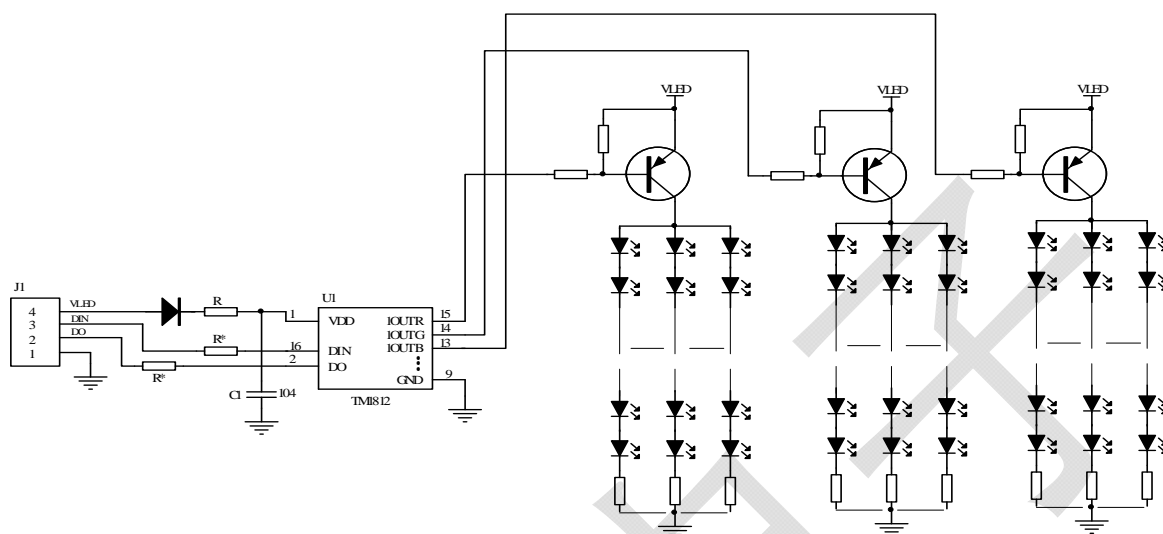 VLED
VLED
VLED
J1
4
3
2
1
VLED
DIN
DO
R
R*
R*
C1
104
U1
1
16
2
VDD
DIN
DO
IOUTR
IOUTG
IOUTB
GND
15
14
13
9
TM1812